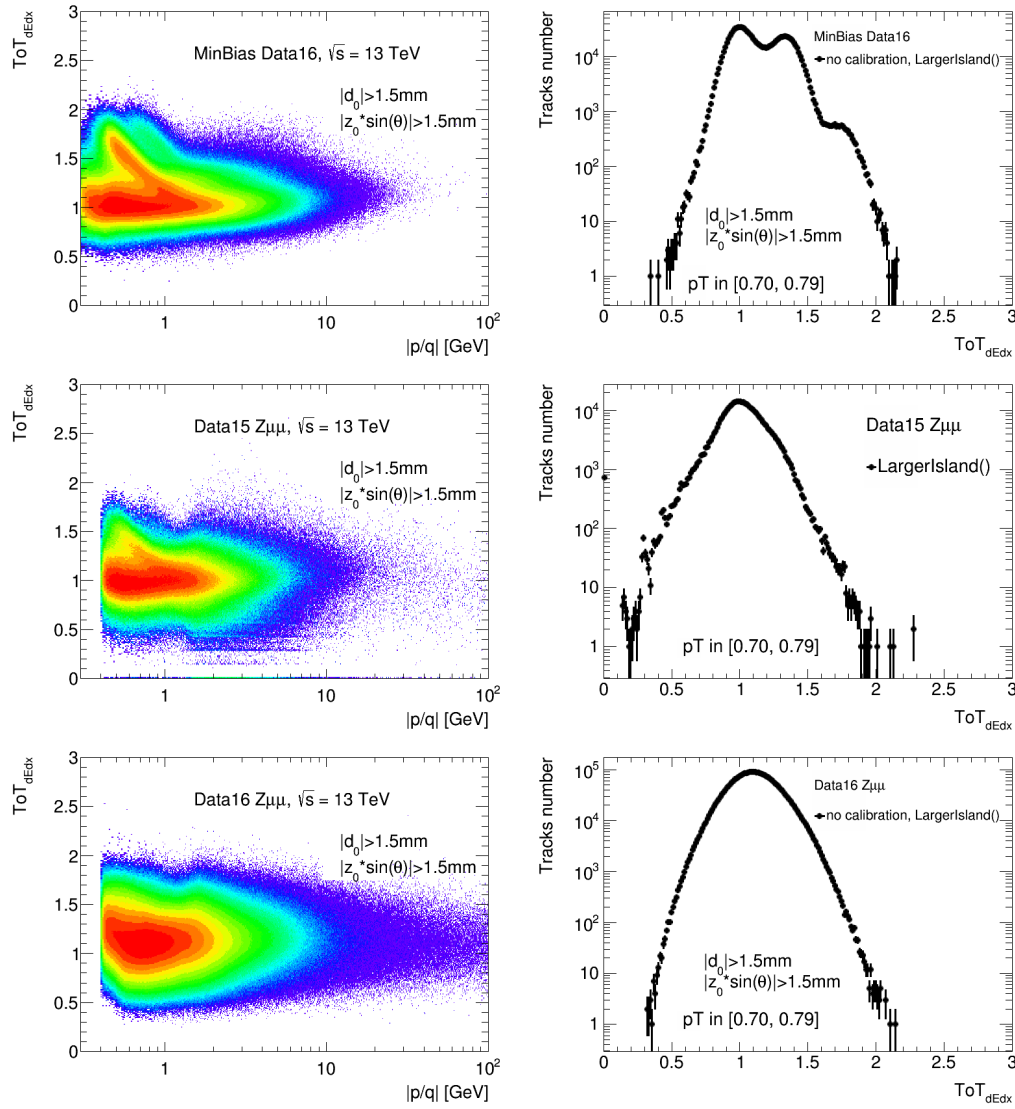 ToT_dEdx
3
MinBias Data16, √s = 13 TeV
2.5
|d_0|>1.5mm
|z_0*sin(θ)|>1.5mm
2
1.5
1
0.5
0
1 10 10^2
|p/q| [GeV]
Tracks number
MinBias Data16
no calibration, LargerIsland()
10^4
10^3
10^2
10
1
|d_0|>1.5mm
|z_0*sin(θ)|>1.5mm
pT in [0.70, 0.79]
0 0.5 1 1.5 2 2.5 3
ToT_dEdx
ToT_dEdx
3
Data15 Zμμ, √s = 13 TeV
2.5
|d_0|>1.5mm
|z_0*sin(θ)|>1.5mm
2
1.5
1
0.5
0
1 10 10^2
|p/q| [GeV]
Tracks number
10^4
Data15 Zμμ
LargerIsland()
10^3
10^2
10
1
pT in [0.70, 0.79]
0 0.5 1 1.5 2 2.5 3
ToT_dEdx
ToT_dEdx
3
Data16 Zμμ, √s = 13 TeV
2.5
|d_0|>1.5mm
|z_0*sin(θ)|>1.5mm
2
1.5
1
0.5
0
1 10 10^2
|p/q| [GeV]
Tracks number
10^5
Data16 Zμμ
no calibration, LargerIsland()
10^4
10^3
10^2
10
1
|d_0|>1.5mm
|z_0*sin(θ)|>1.5mm
pT in [0.70, 0.79]
0 0.5 1 1.5 2 2.5 3
ToT_dEdx